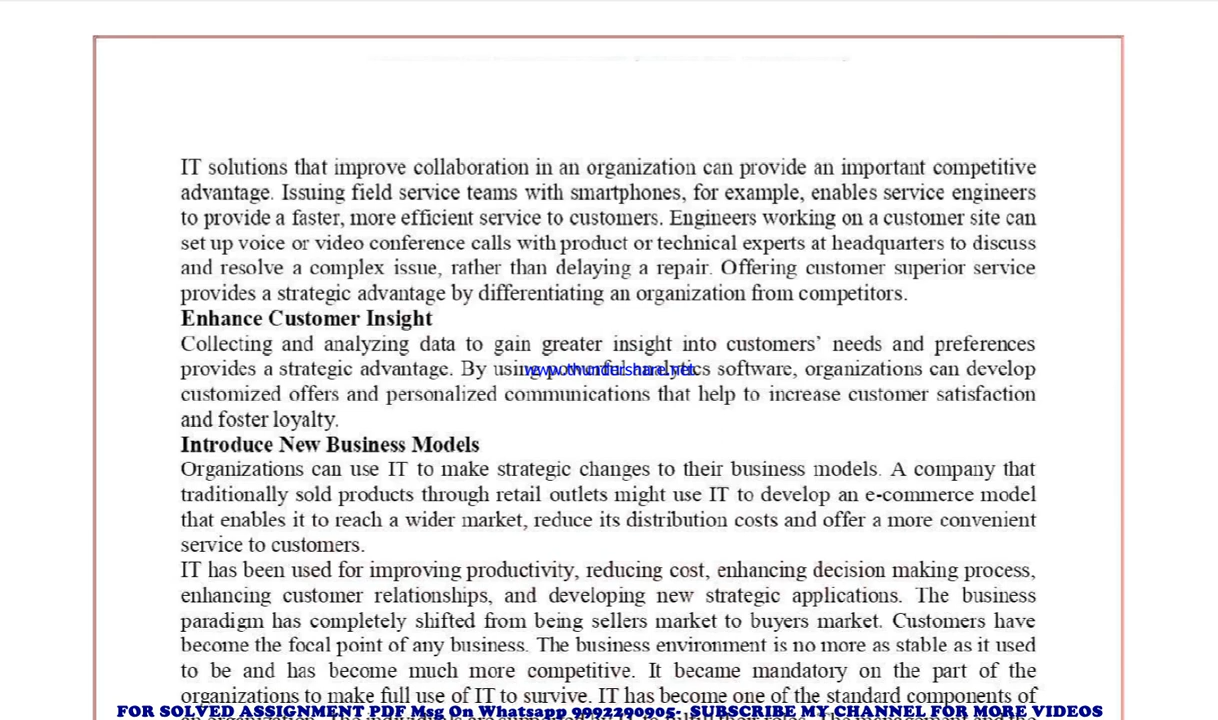 IT solutions that improve collaboration in an organization can provide an important competitive
advantage. Issuing field service teams with smartphones, for example, enables service engineers
to provide a faster, more efficient service to customers. Engineers working on a customer site can
set up voice or video conference calls with product or technical experts at headquarters to discuss
and resolve a complex issue, rather than delaying a repair. Offering customer superior service
provides a strategic advantage by differentiating an organization from competitors.
Enhance Customer Insight
Collecting and analyzing data to gain greater insight into customers' needs and preferences
provides a strategic advantage. By using powerful analytics software, organizations can develop
www.thundershare.net
customized offers and personalized communications that help to increase customer satisfaction
and foster loyalty.
Introduce New Business Models
Organizations can use IT to make strategic changes to their business models. A company that
traditionally sold products through retail outlets might use IT to develop an e-commerce model
that enables it to reach a wider market, reduce its distribution costs and offer a more convenient
service to customers.
IT has been used for improving productivity, reducing cost, enhancing decision making process,
enhancing customer relationships, and developing new strategic applications. The business
paradigm has completely shifted from being sellers market to buyers market. Customers have
become the focal point of any business. The business environment is no more as stable as it used
to be and has become much more competitive. It became mandatory on the part of the
organizations to make full use of IT to survive. IT has become one of the standard components of
FOR SOLVED ASSIGNMENT PDF Msg On Whatsapp 9992290905- SUBSCRIBE MY CHANNEL FOR MORE VIDEOS